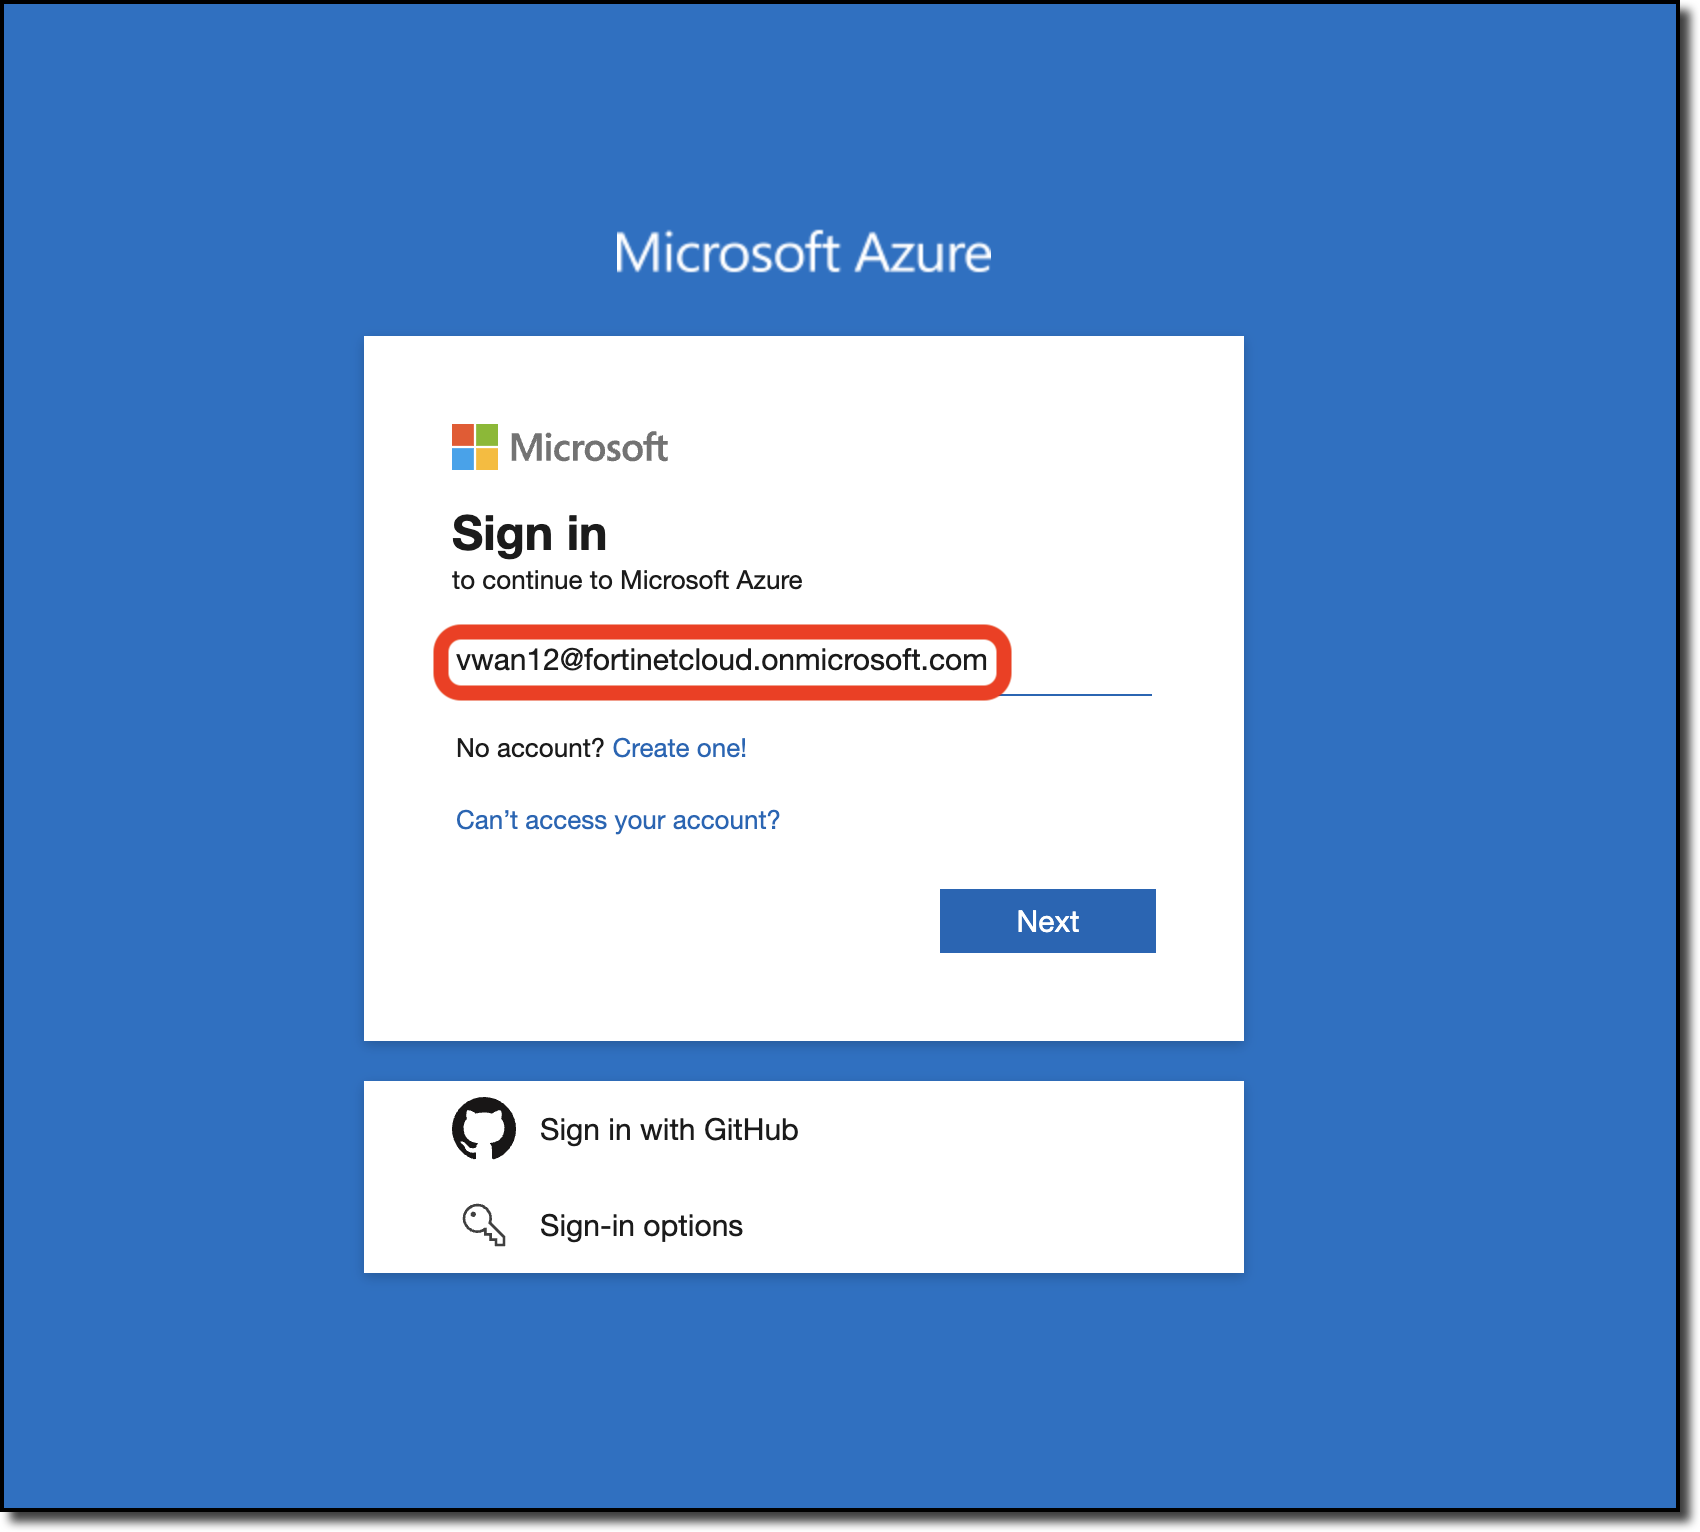 Microsoft Azure
Microsoft
Sign in
to continue to Microsoft Azure
vwan12@fortinetcloud.onmicrosoft.com
No account? Create one!
Can’t access your account?
Next
Sign in with GitHub
Sign-in options